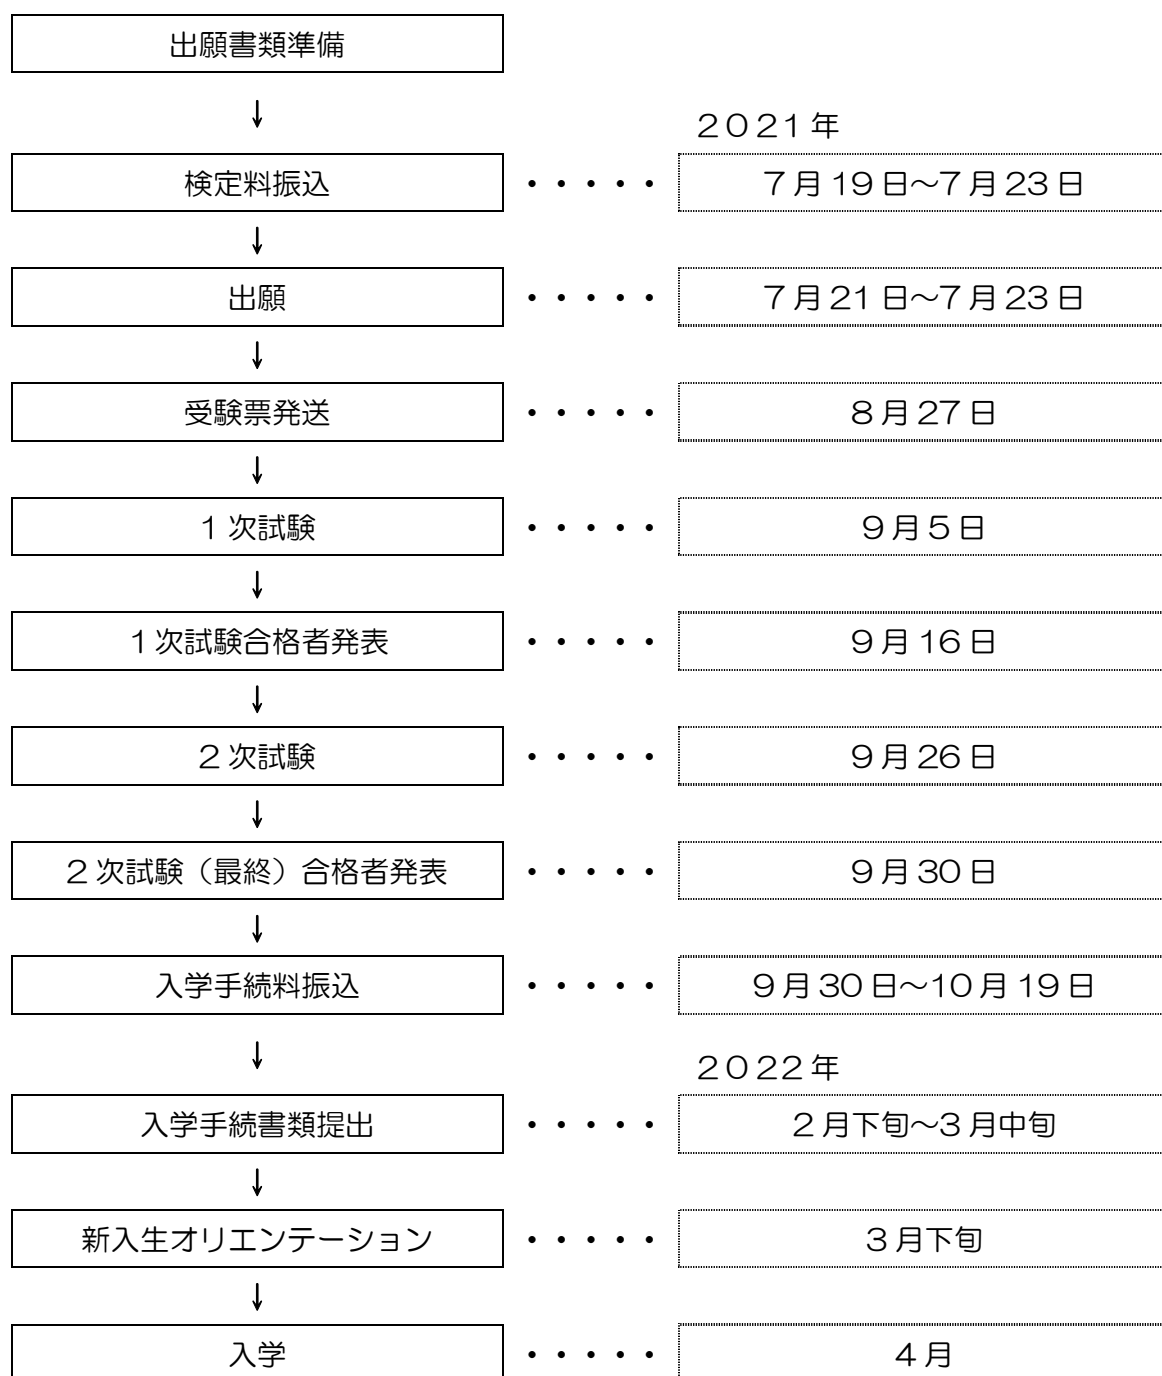 出願書類準備
↓
２０２１年
検定料振込 ・・・・・ ７月１９日～７月２３日
↓
出願 ・・・・・ ７月２１日～７月２３日
↓
受験票発送 ・・・・・ ８月２７日
↓
１次試験 ・・・・・ ９月５日
↓
１次試験合格者発表 ・・・・・ ９月１６日
↓
２次試験 ・・・・・ ９月２６日
↓
２次試験（最終）合格者発表 ・・・・・ ９月３０日
↓
入学手続料振込 ・・・・・ ９月３０日～１０月１９日
↓
２０２２年
入学手続書類提出 ・・・・・ ２月下旬～３月中旬
↓
新入生オリエンテーション ・・・・・ ３月下旬
↓
入学 ・・・・・ ４月